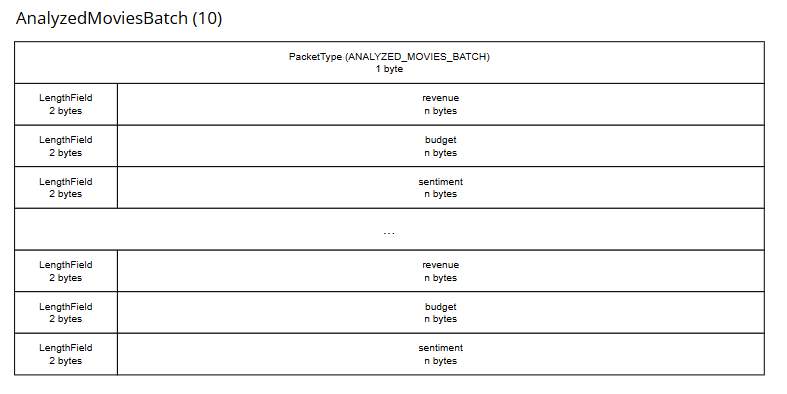 AnalyzedMoviesBatch (10)
PacketType (ANALYZED_MOVIES_BATCH)
1 byte
LengthField
2 bytes
revenue
n bytes
LengthField
2 bytes
budget
n bytes
LengthField
2 bytes
sentiment
n bytes
...
LengthField
2 bytes
revenue
n bytes
LengthField
2 bytes
budget
n bytes
LengthField
2 bytes
sentiment
n bytes